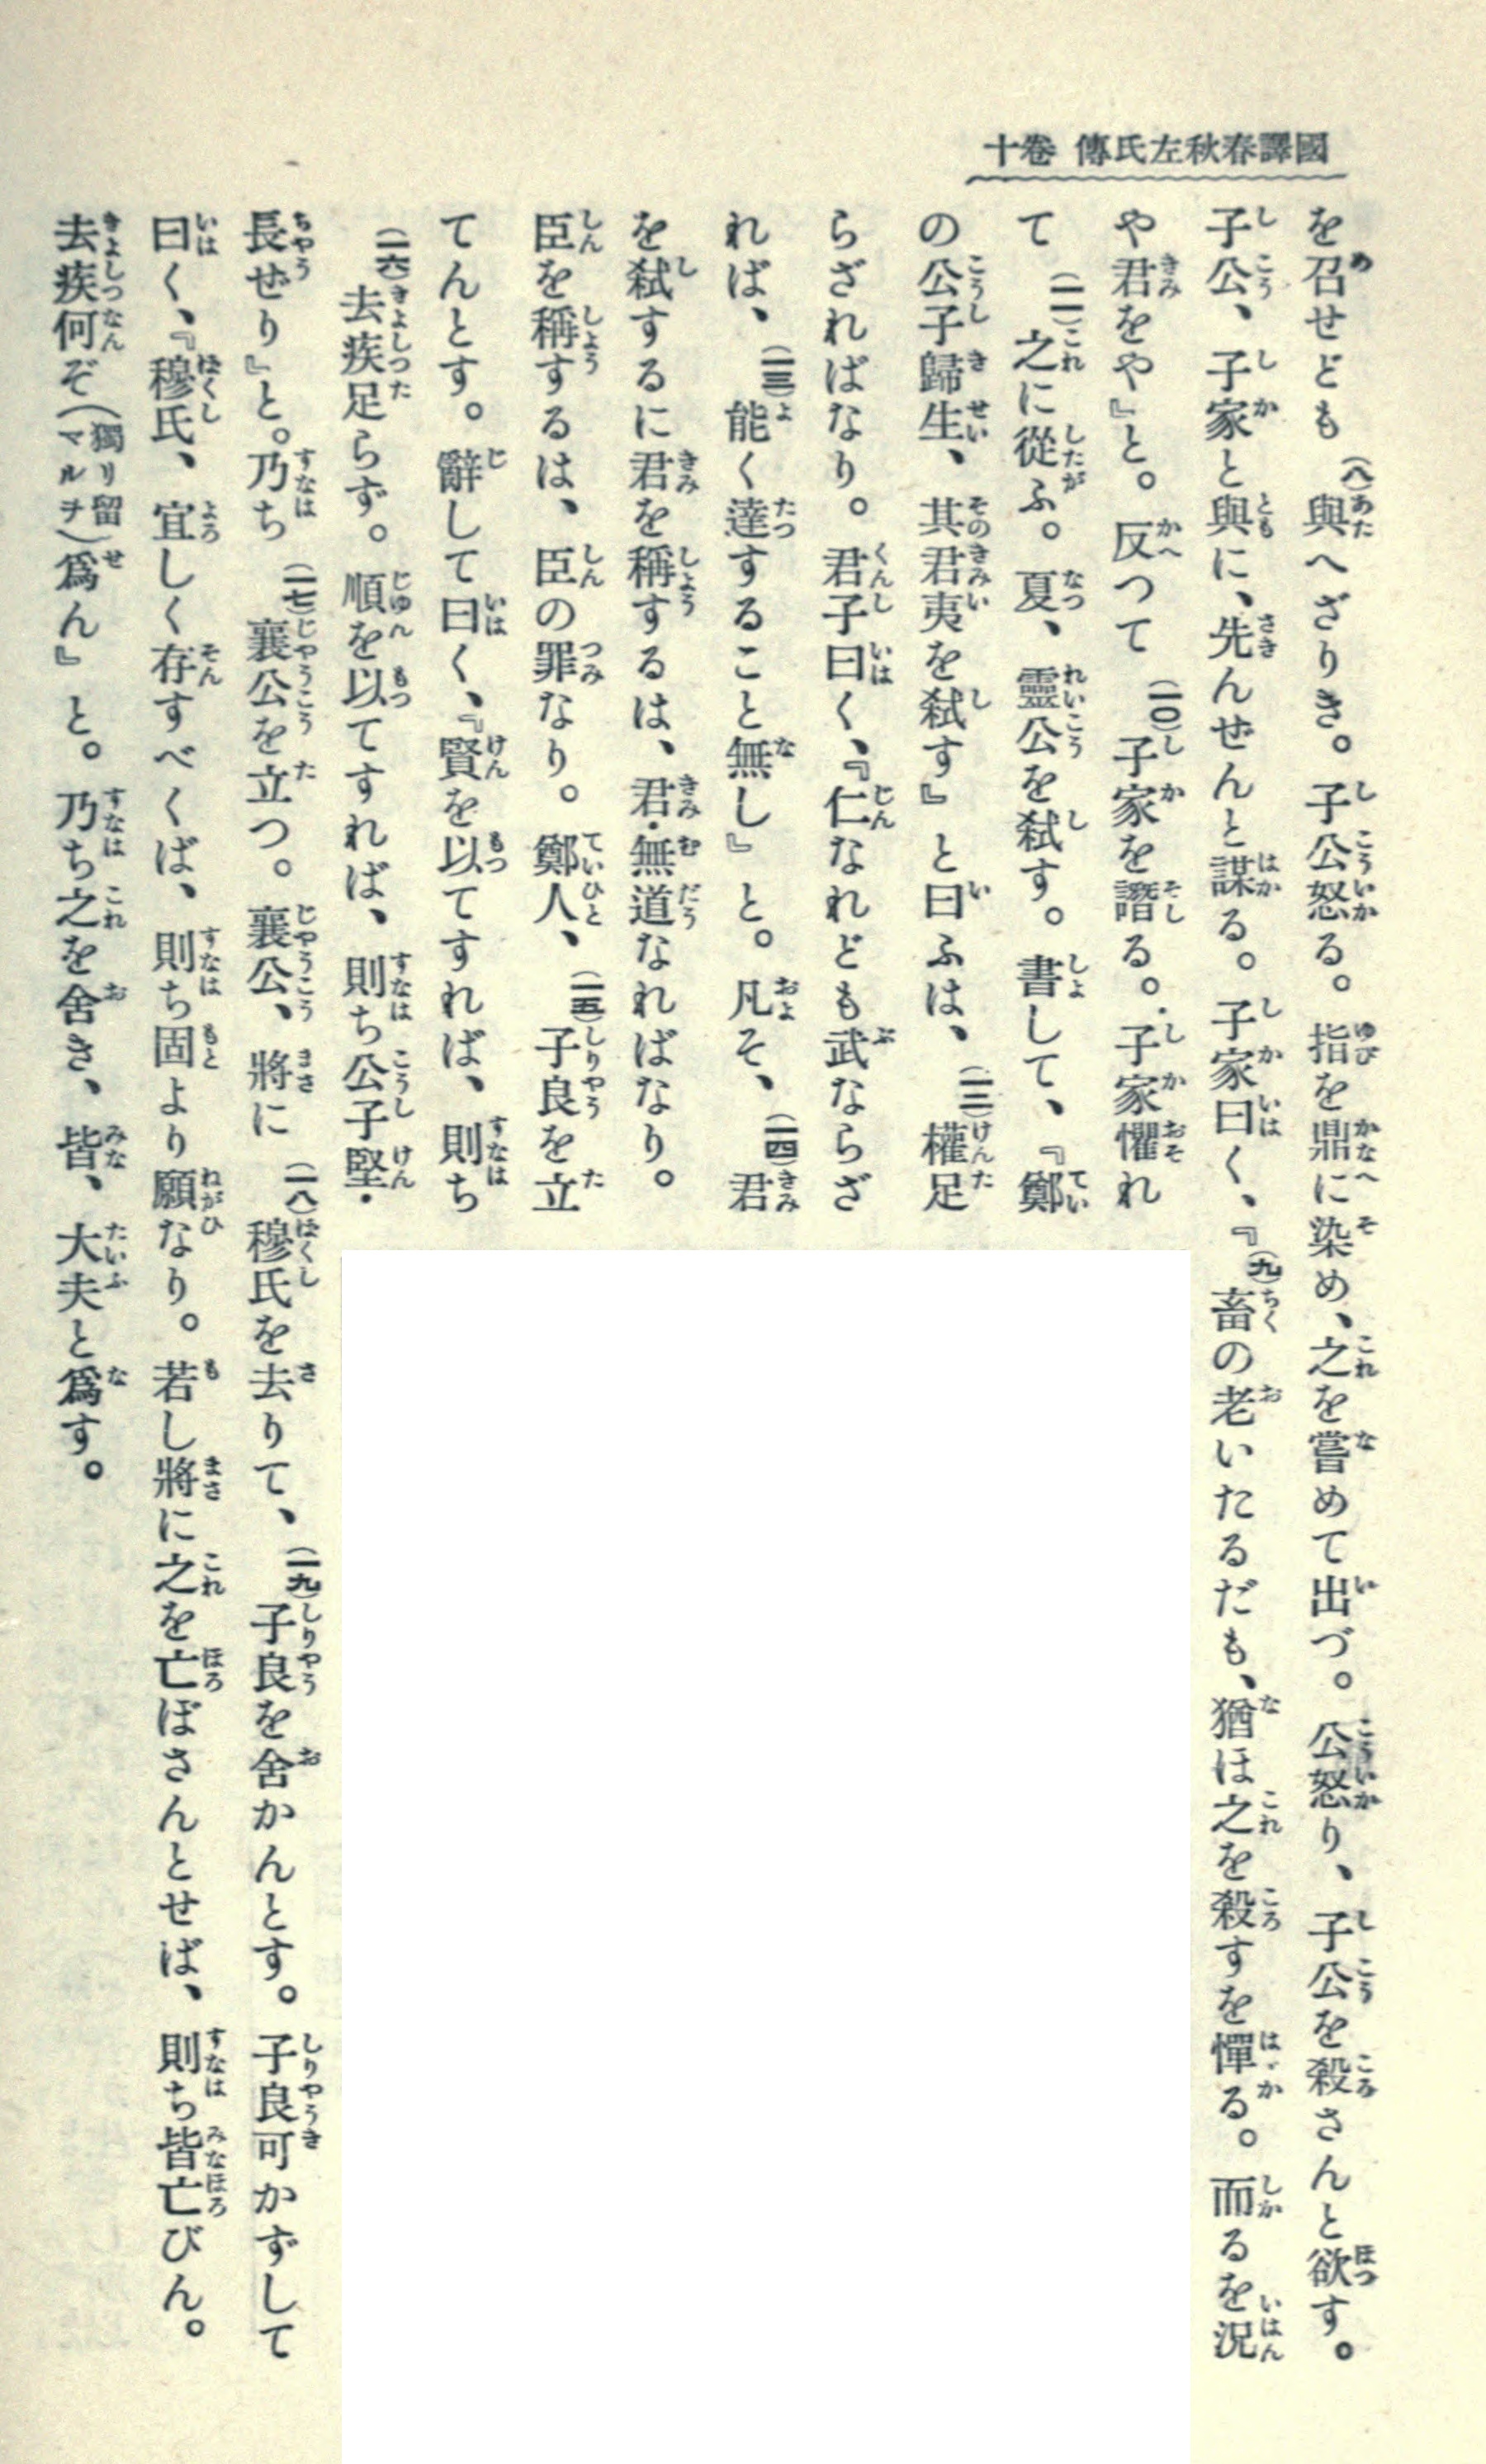 國譯春秋左氏傳 卷十
を召せども(八)與へざりき。子公怒る。指を鼎に染め、之を嘗めて出づ。公怒り、子公を殺さんと欲す。
子公、子家と與に、先んぜんと謀る。子家曰く、『(九)畜の老いたるだも、猶ほ之を殺すを憚る。而るを況
や君をや』と。反つて(一〇)子家を譖る。子家懼れ
て(一一)之に從ふ。夏、靈公を弑す。書して、『鄭
の公子歸生、其君夷を弑す』と曰ふは、(一二)權足
らざればなり。君子曰く、『仁なれども武ならざ
れば、(一三)能く達すること無し』と。凡そ、(一四)君
を弑するに君を稱するは、君・無道なればなり。
臣を稱するは、臣の罪なり。鄭人、(一五)子良を立
てんとす。辭して曰く、『賢を以てすれば、則ち
(一六)去疾足らず。順を以てすれば、則ち公子堅・
長ぜり』と。乃ち(一七)襄公を立つ。襄公、將に(一八)穆氏を去りて、(一九)子良を舍かんとす。子良可かずして
曰く、『穆氏、宜しく存すべくば、則ち固より願なり。若し將に之を亡ぼさんとせば、則ち皆亡びん。
去疾何ぞ(獨リ留マルヲ)爲ん』と。乃ち之を舍き、皆、大夫と爲す。